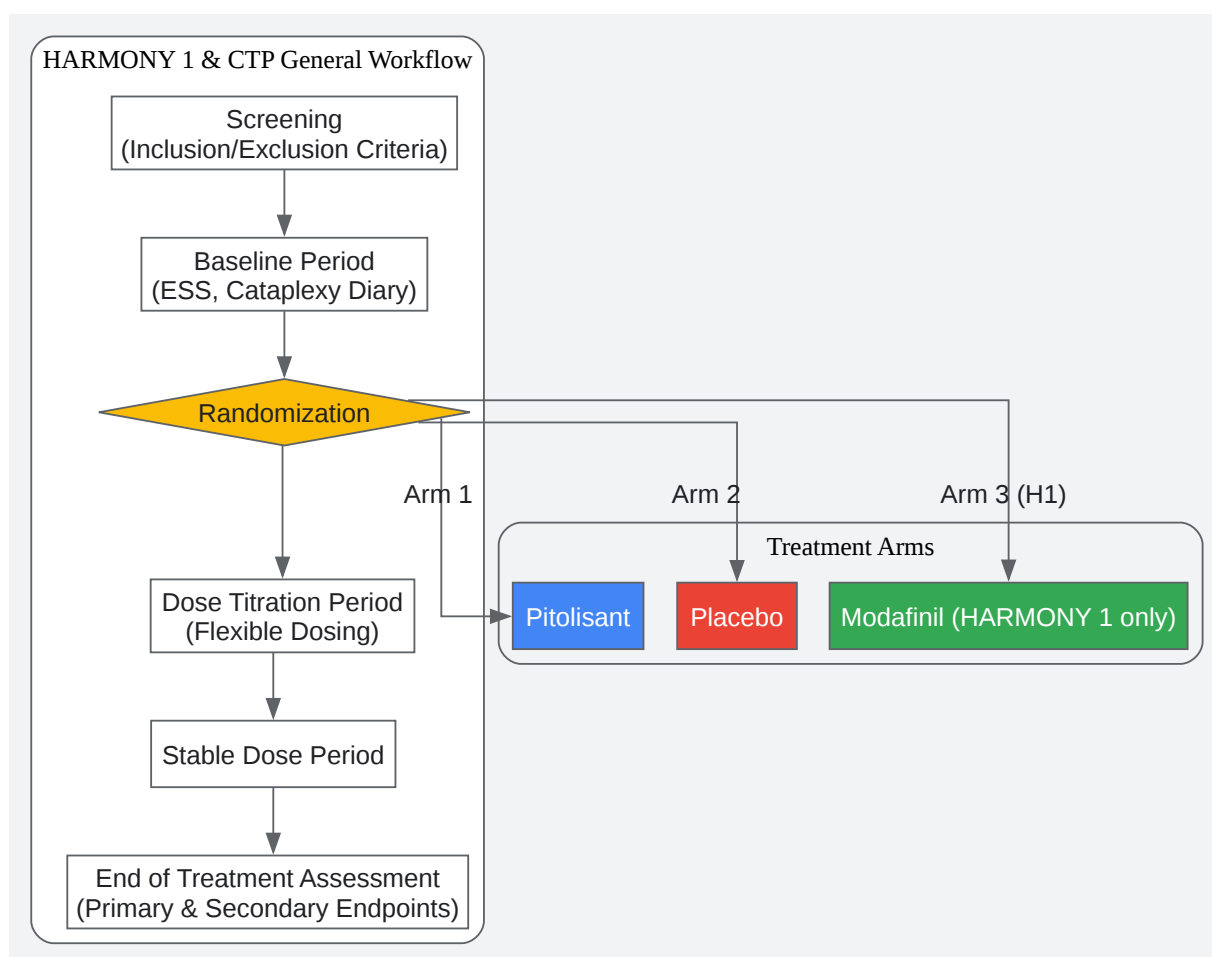 HARMONY 1 & CTP General Workflow
Screening
(Inclusion/Exclusion Criteria)
Baseline Period
(ESS, Cataplexy Diary)
Randomization
Arm 1
Arm 2
Arm 3 (H1)
Treatment Arms
Pitolisant
Placebo
Modafinil (HARMONY 1 only)
Dose Titration Period
(Flexible Dosing)
Stable Dose Period
End of Treatment Assessment
(Primary & Secondary Endpoints)